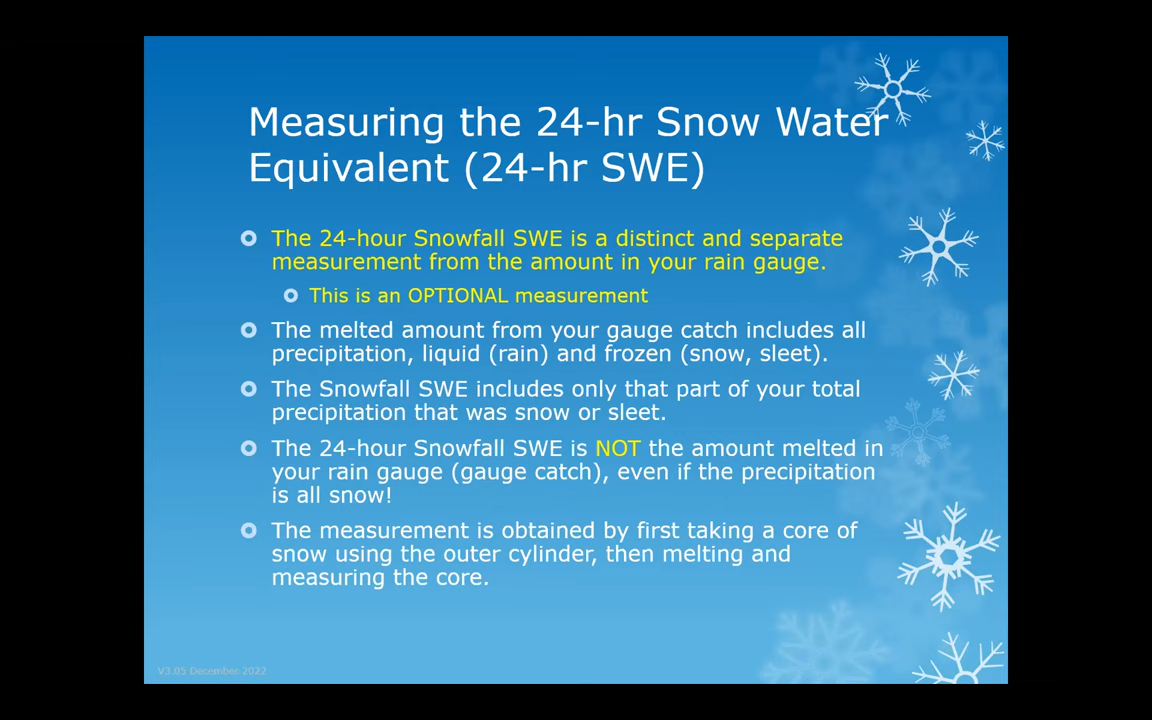 Measuring the 24-hr Snow Water
Equivalent (24-hr SWE)
The 24-hour Snowfall SWE is a distinct and separate
measurement from the amount in your rain gauge.
This is an OPTIONAL measurement
The melted amount from your gauge catch includes all
precipitation, liquid (rain) and frozen (snow, sleet).
The Snowfall SWE includes only that part of your total
precipitation that was snow or sleet.
The 24-hour Snowfall SWE is NOT the amount melted in
your rain gauge (gauge catch), even if the precipitation
is all snow!
The measurement is obtained by first taking a core of
snow using the outer cylinder, then melting and
measuring the core.
V3.05 December 2022